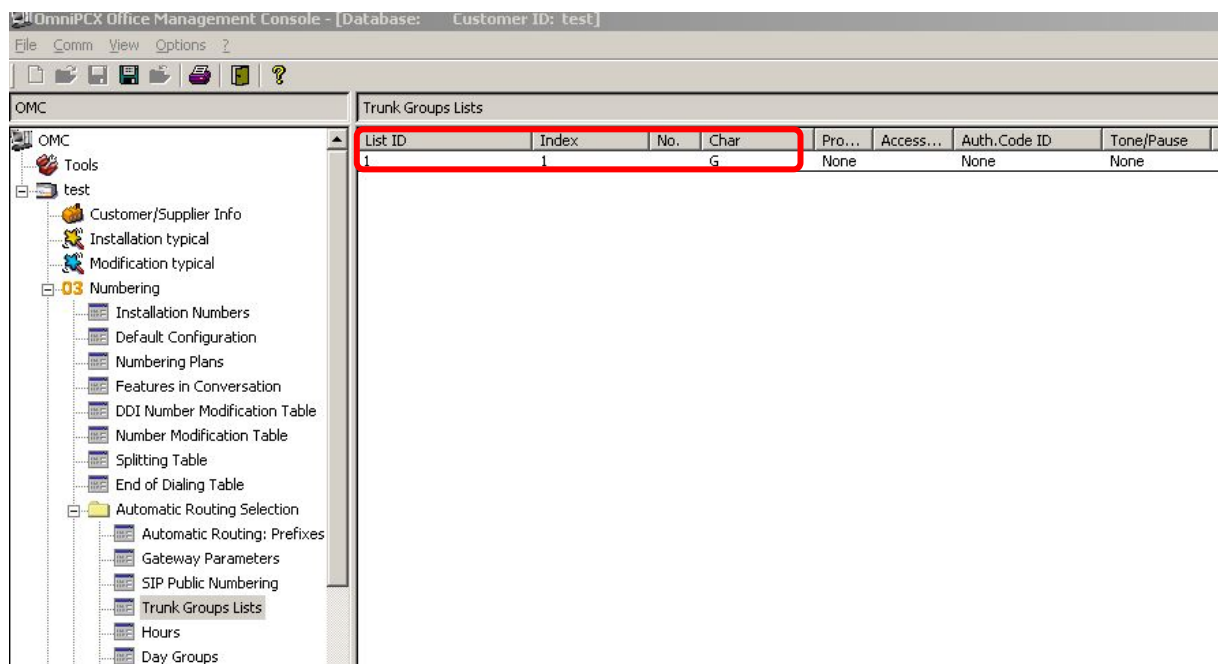 OmniPCX Office Management Console - [Database: Customer ID: test]
File Comm View Options ?
OMC
Trunk Groups Lists
List ID Index No. Char Pro... Access... Auth.Code ID Tone/Pause
1 1 G None None None
OMC
Tools
test
Customer/Supplier Info
Installation typical
Modification typical
03 Numbering
Installation Numbers
Default Configuration
Numbering Plans
Features in Conversation
DDI Number Modification Table
Number Modification Table
Splitting Table
End of Dialing Table
Automatic Routing Selection
Automatic Routing: Prefixes
Gateway Parameters
SIP Public Numbering
Trunk Groups Lists
Hours
Day Groups